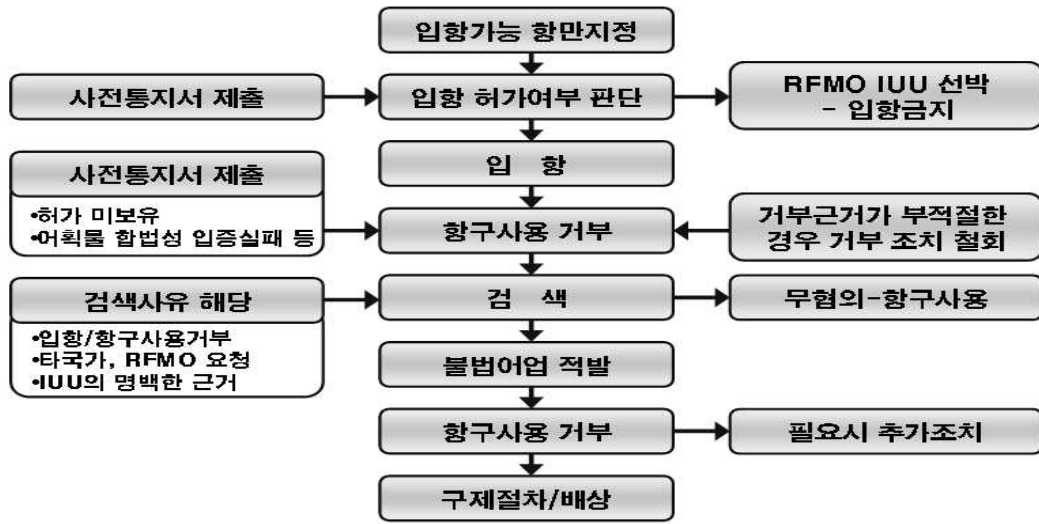 입항가능 항만지정
사전통지서 제출
입항 허가여부 판단
RFMO IUU 선박
- 입항금지
입 항
사전통지서 제출
•허가 미보유
•어획물 합법성 입증실패 등
항구사용 거부
거부근거가 부적절한
경우 거부 조치 철회
검색사유 해당
•입항/항구사용거부
•타국가, RFMO 요청
•IUU의 명백한 근거
검 색
무혐의-항구사용
불법어업 적발
항구사용 거부
필요시 추가조치
구제절차/배상